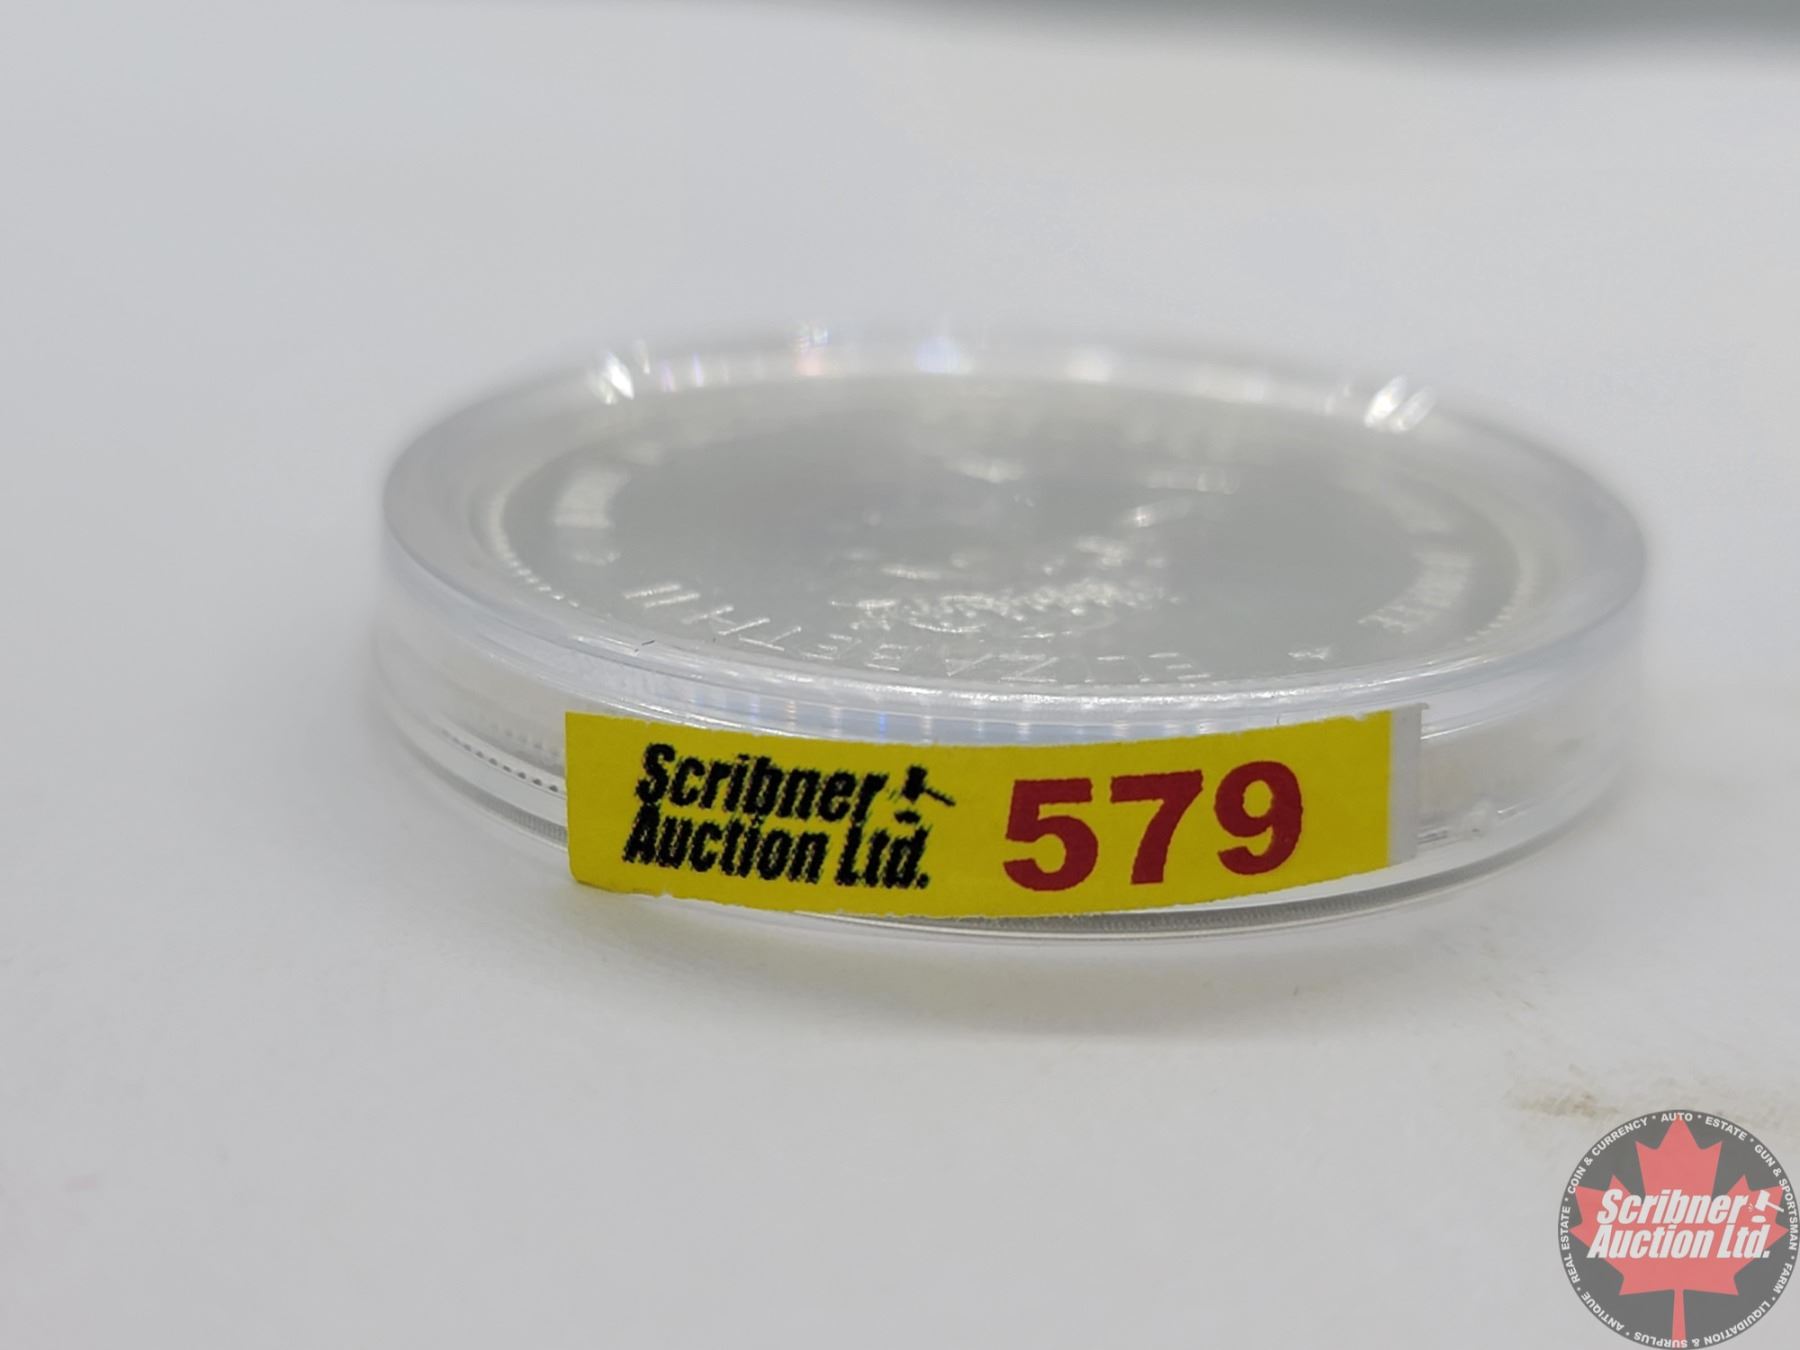 ELIZABETH II
Scribner
Auction Ltd.
579
COIN & CURRENCY • AUTO • ESTATE • GUN & SPORTSMAN • FARM • LIQUIDATION & SURPLUS • ANTIQUE • REAL ESTATE •
Scribner
Auction Ltd.